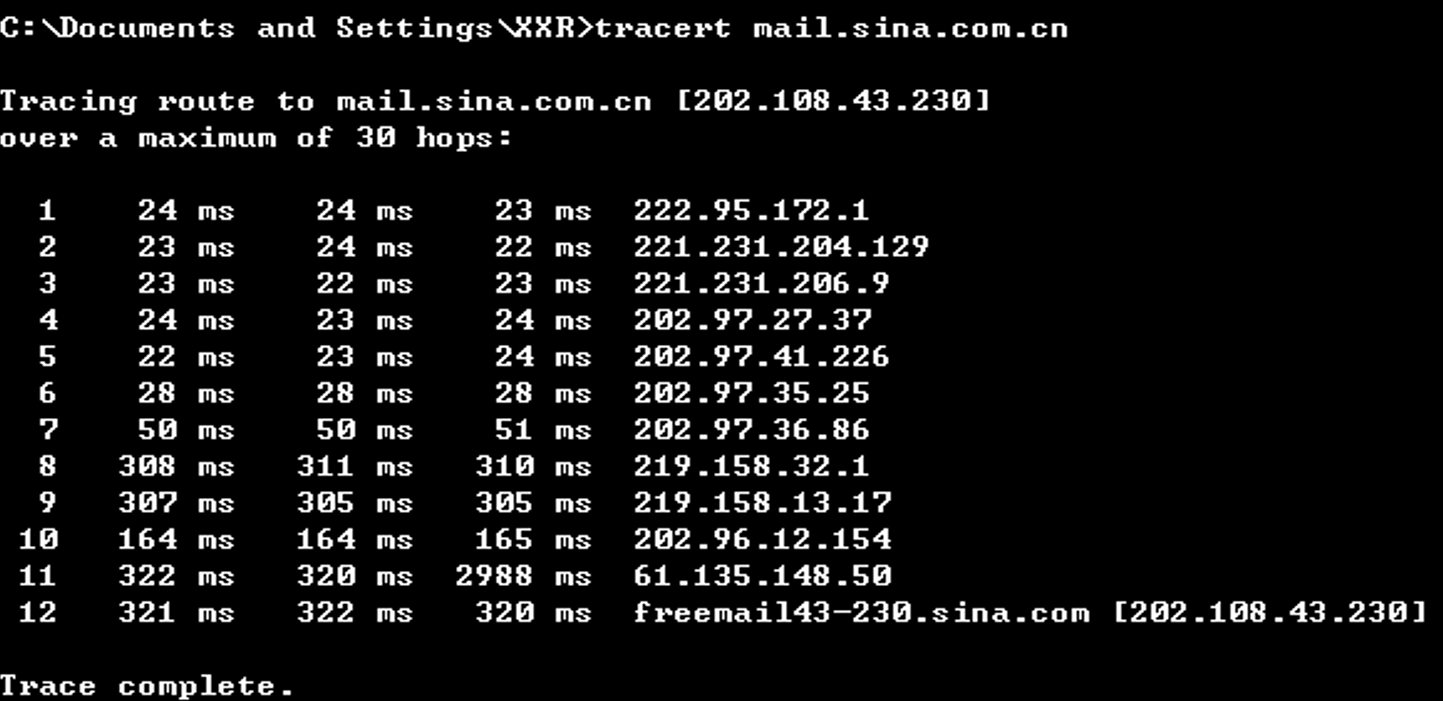 C:\Documents and Settings\XXR>tracert mail.sina.com.cn
Tracing route to mail.sina.com.cn [202.108.43.230]
over a maximum of 30 hops:
1 24 ms 24 ms 23 ms 222.95.172.1
2 23 ms 24 ms 22 ms 221.231.204.129
3 23 ms 22 ms 23 ms 221.231.206.9
4 24 ms 23 ms 24 ms 202.97.27.37
5 22 ms 23 ms 24 ms 202.97.41.226
6 28 ms 28 ms 28 ms 202.97.35.25
7 50 ms 50 ms 51 ms 202.97.36.86
8 308 ms 311 ms 310 ms 219.158.32.1
9 307 ms 305 ms 305 ms 219.158.13.17
10 164 ms 164 ms 165 ms 202.96.12.154
11 322 ms 320 ms 2988 ms 61.135.148.50
12 321 ms 322 ms 320 ms freemail43-230.sina.com [202.108.43.230]
Trace complete.